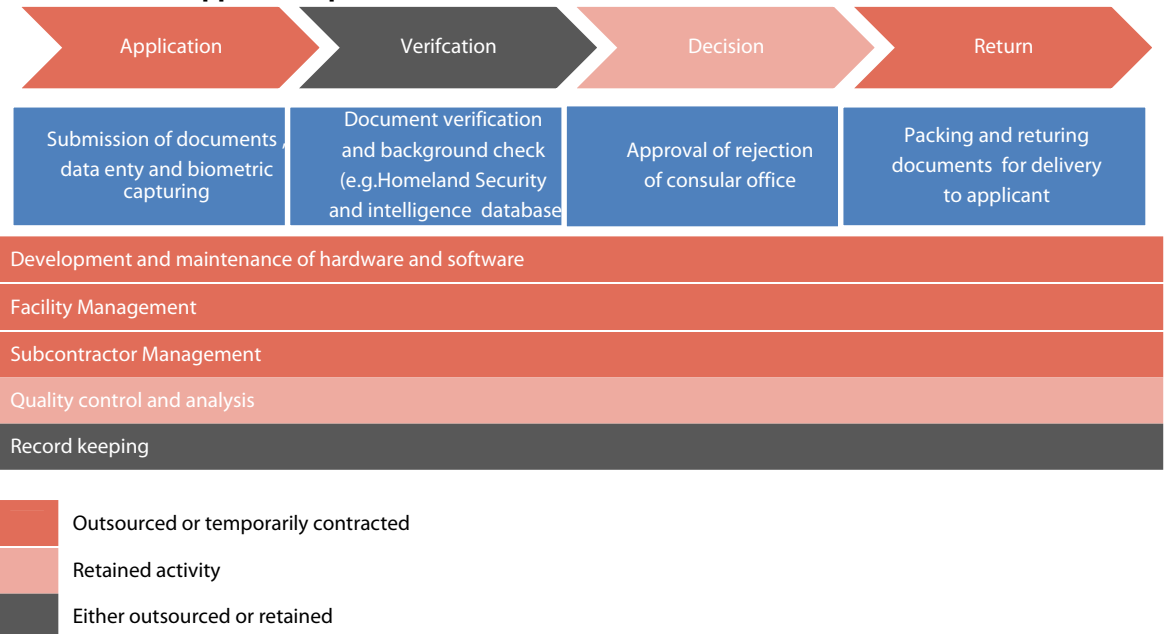 Application
Verifcation
Decision
Return
Submission of documents ,
data enty and biometric
capturing
Document verification
and background check
(e.g.Homeland Security
and intelligence database
Approval of rejection
of consular office
Packing and returing
documents for delivery
to applicant
Development and maintenance of hardware and software
Facility Management
Subcontractor Management
Quality control and analysis
Record keeping
Outsourced or temporarily contracted
Retained activity
Either outsourced or retained